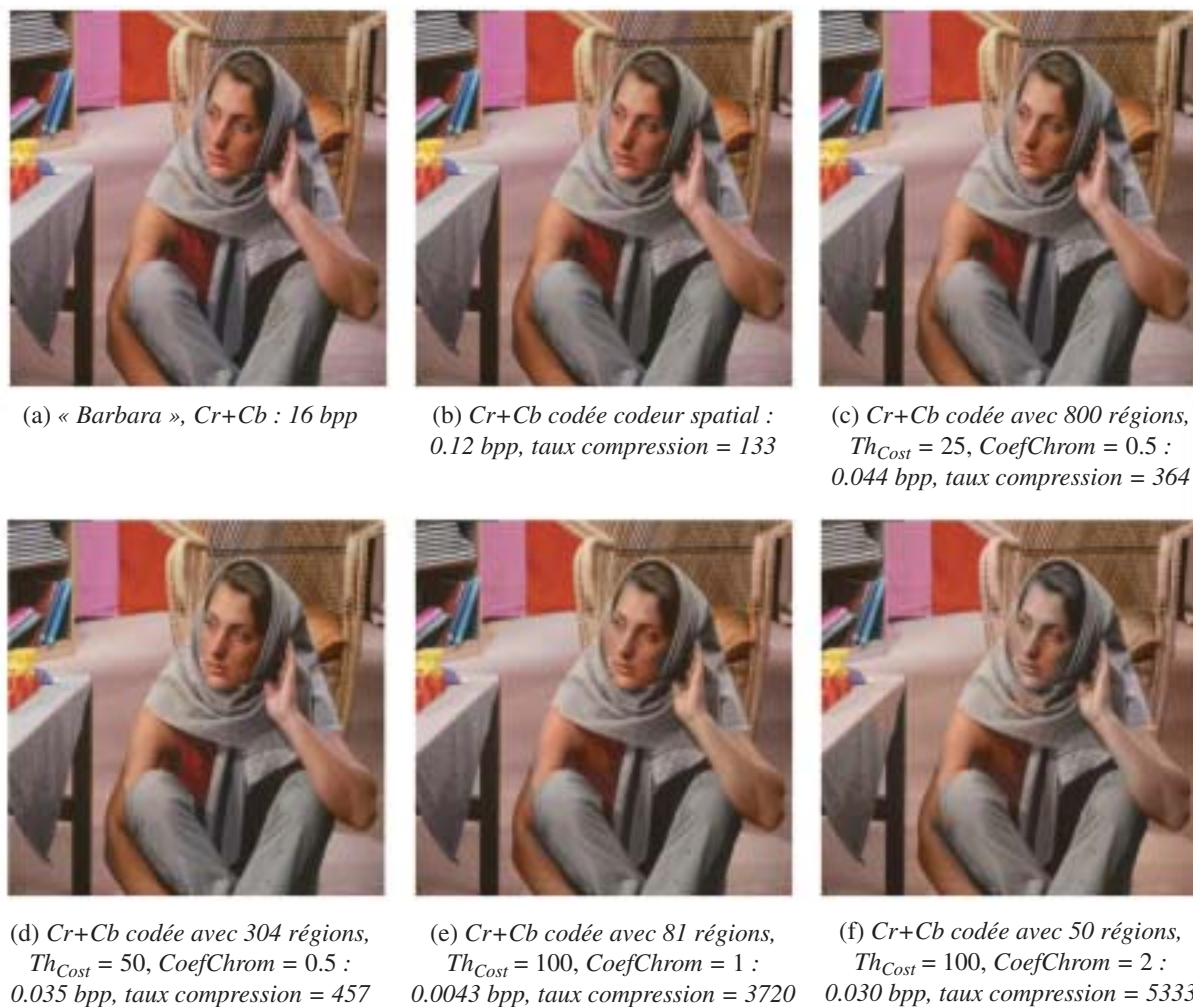 (a) « Barbara », Cr+Cb : 16 bpp
(b) Cr+Cb codée codeur spatial :
0.12 bpp, taux compression = 133
(c) Cr+Cb codée avec 800 régions,
Th_Cost = 25, CoefChrom = 0.5 :
0.044 bpp, taux compression = 364
(d) Cr+Cb codée avec 304 régions,
Th_Cost = 50, CoefChrom = 0.5 :
0.035 bpp, taux compression = 457
(e) Cr+Cb codée avec 81 régions,
Th_Cost = 100, CoefChrom = 1 :
0.0043 bpp, taux compression = 3720
(f) Cr+Cb codée avec 50 régions,
Th_Cost = 100, CoefChrom = 2 :
0.030 bpp, taux compression = 5333